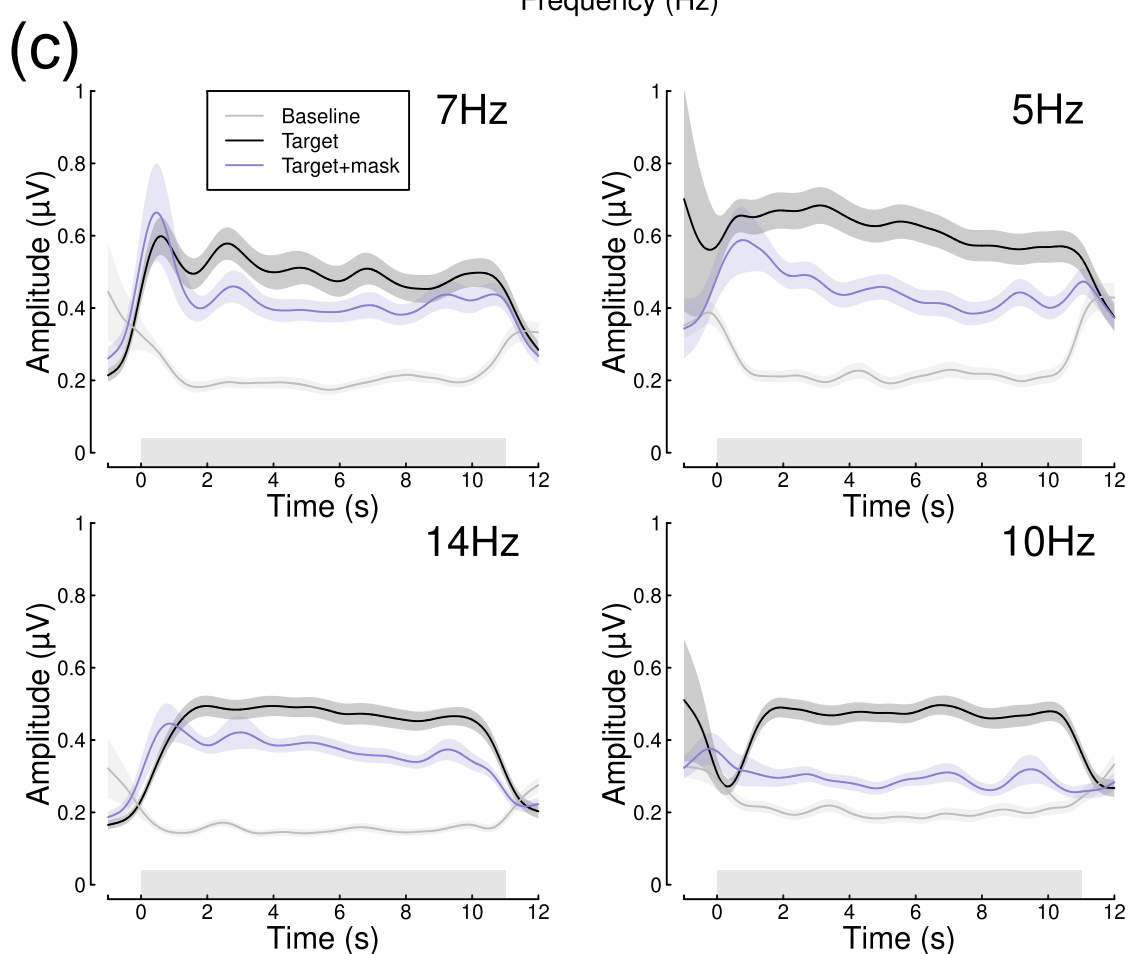 Frequency (Hz)
(c)
7Hz
Baseline
Target
Target+mask
Amplitude (µV)
1
0.8
0.6
0.4
0.2
0
0 2 4 6 8 10 12
Time (s)
5Hz
Amplitude (µV)
1
0.8
0.6
0.4
0.2
0
0 2 4 6 8 10 12
Time (s)
14Hz
Amplitude (µV)
1
0.8
0.6
0.4
0.2
0
0 2 4 6 8 10 12
Time (s)
10Hz
Amplitude (µV)
1
0.8
0.6
0.4
0.2
0
0 2 4 6 8 10 12
Time (s)